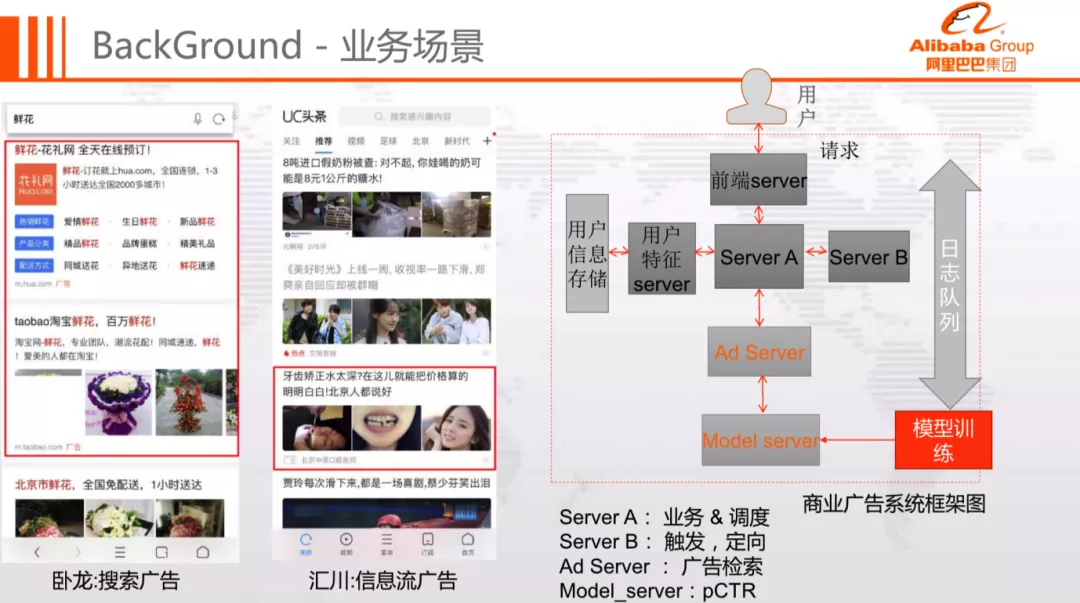 BackGround - 业务场景
Alibaba Group
阿里巴巴集团
鲜花
鲜花-花礼网 全天在线预订!
花礼网
Hua.com
鲜花-订花就上hua.com,全国连锁,1-3
小时送达全国2000多城市!
热销鲜花 爱情鲜花 · 生日鲜花 · 新品鲜花
产品分类 精品鲜花 · 品牌蛋糕 · 精美礼品
配送方式 同城送花 · 异地送花 · 鲜花速递
m.hua.com 广告
taobao淘宝鲜花,百万鲜花!
淘宝网-鲜花,专业团队,潮流花配!同城速递,鲜花
!爱美的人都在淘宝!
m.taobao.com 广告
北京市鲜花,全国免配送,1小时送达
卧龙:搜索广告
UC头条
搜索感兴趣内容
关注 推荐 视频 足球 北京 新时代 +
8吨进口假奶粉被查: 对不起, 你娃喝的奶可
能是8元1公斤的糖水!
光明网 376评
《美好时光》上线一周, 收视率一路下滑, 郑
爽亲自回应却被群嘲
热点
牙齿矫正水太深?在这儿就能把价格算的
明明白白!北京人都说好
贾玲每次滑下来,都是一场喜剧,蔡少芬笑出泪
视频 菜单 订阅 首页
汇川:信息流广告
用户
请求
前端server
用户信息存储
用户
特征
server
Server A
Server B
Ad Server
Model server
日志队列
模型训
练
商业广告系统框架图
Server A : 业务 & 调度
Server B : 触发,定向
Ad Server : 广告检索
Model_server : pCTR